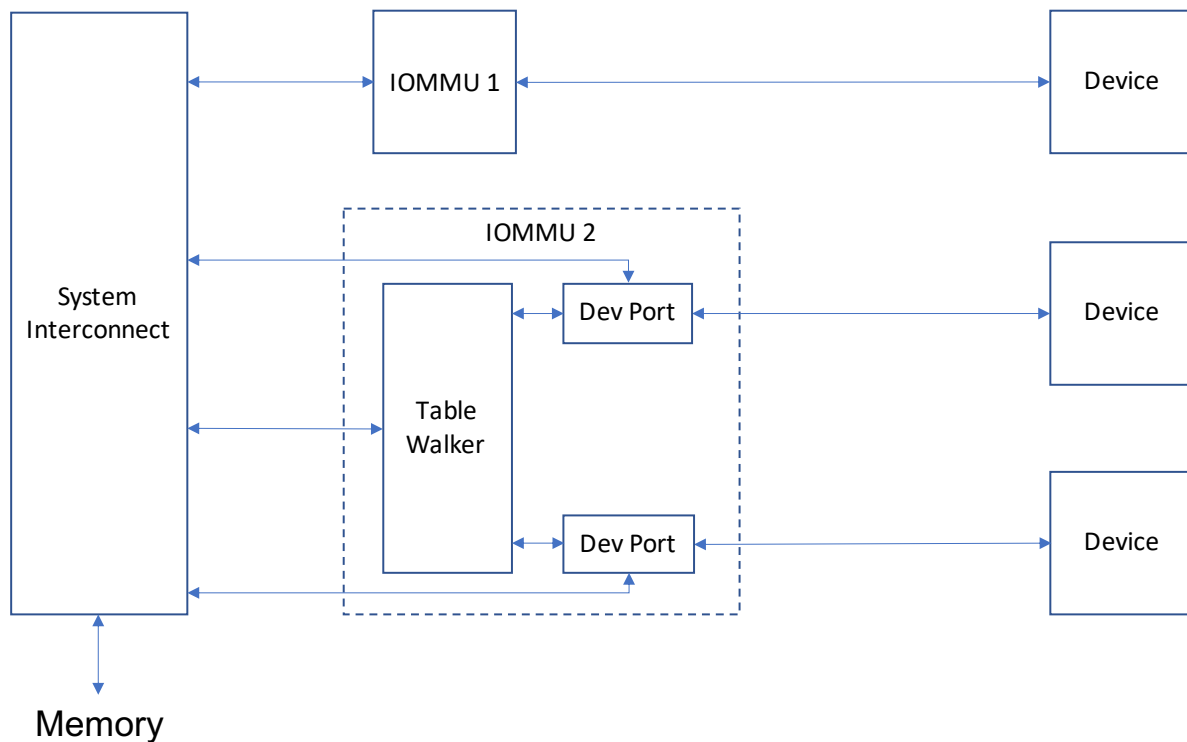 IOMMU 1
Device
IOMMU 2
System
Interconnect
Dev Port
Device
Table
Walker
Dev Port
Device
Memory